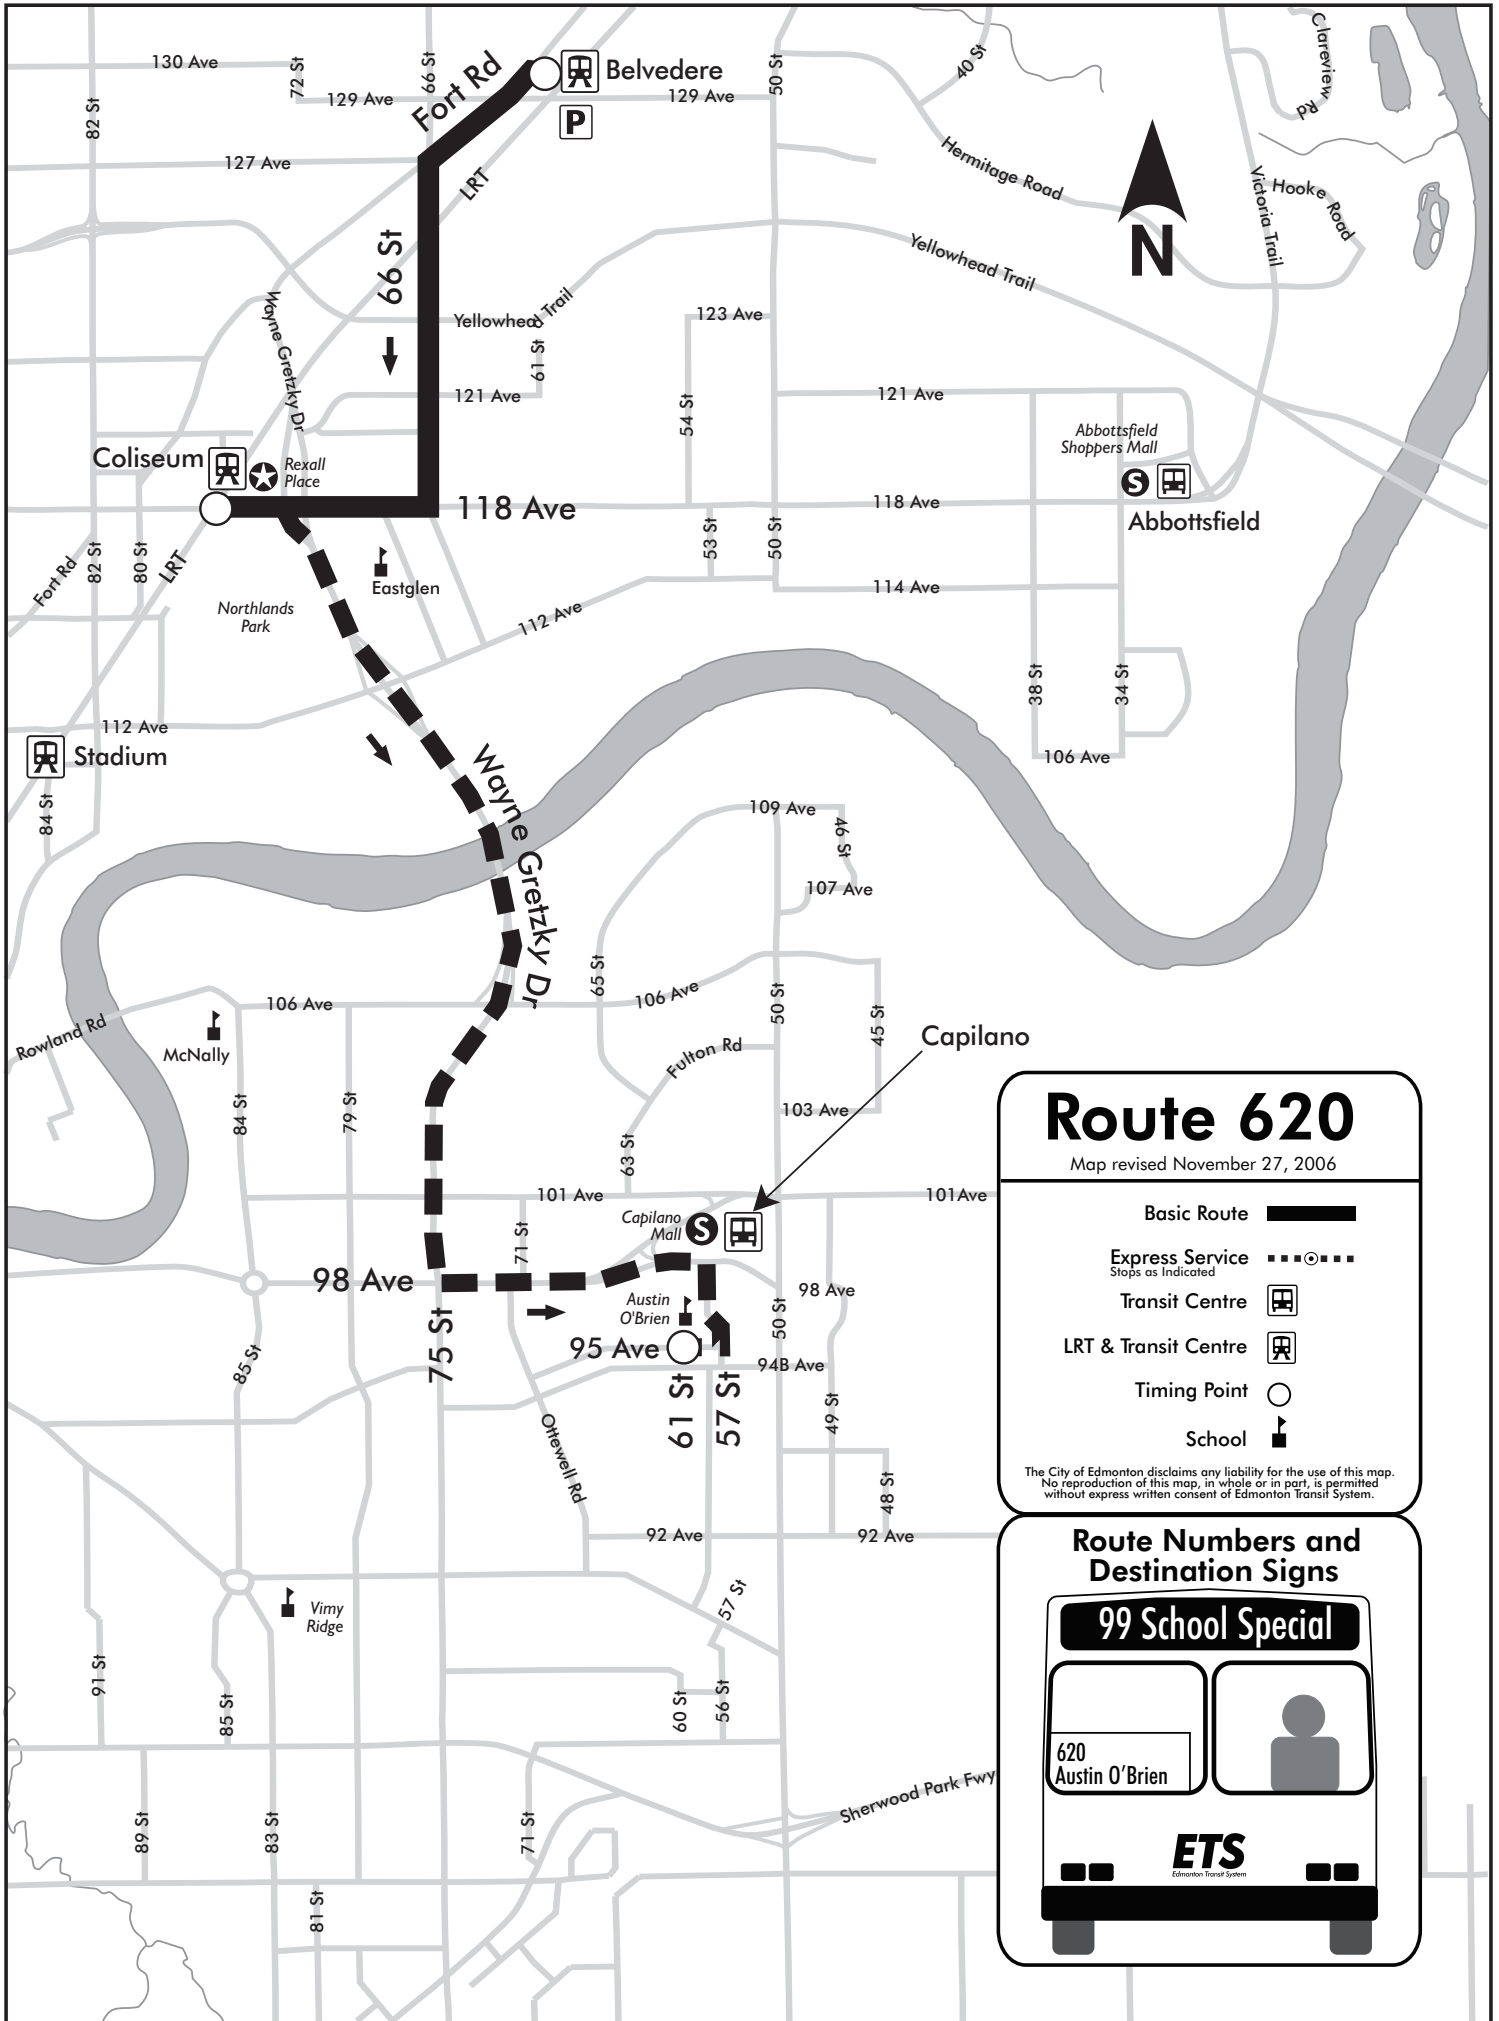 130 Ave
72 St
66 St
Fort Rd
Belvedere
P
129 Ave
129 Ave
50 St
40 St
Clareview
Rd
82 St
127 Ave
LRT
Hermitage Road
Victoria Trail
Hooke Road
N
66 St
Yellowhead Trail
Yellowhead Trail
Wayne Gretzky Dr
123 Ave
61 St
121 Ave
54 St
121 Ave
Abbottsfield
Shoppers Mall
S
Abbottsfield
Coliseum
Rexall
Place
118 Ave
118 Ave
53 St
50 St
Fort Rd
82 St
80 St
LRT
Eastglen
114 Ave
Northlands
Park
112 Ave
38 St
34 St
106 Ave
112 Ave
Stadium
84 St
Wayne Gretzky Dr
109 Ave
46 St
107 Ave
65 St
106 Ave
106 Ave
50 St
45 St
Rowland Rd
McNally
Fulton Rd
Capilano
84 St
79 St
103 Ave
63 St
101 Ave
101Ave
Capilano
Mall
S
71 St
98 Ave
98 Ave
Austin
O'Brien
50 St
75 St
95 Ave
94B Ave
85 St
61 St
57 St
49 St
Ottewell Rd
48 St
92 Ave
92 Ave
Vimy
Ridge
57 St
91 St
85 St
60 St
56 St
89 St
83 St
71 St
Sherwood Park Fwy
81 St
Route 620
Map revised November 27, 2006
Basic Route
Express Service
Stops as Indicated
Transit Centre
LRT & Transit Centre
Timing Point
School
The City of Edmonton disclaims any liability for the use of this map.
No reproduction of this map, in whole or in part, is permitted
without express written consent of Edmonton Transit System.
Route Numbers and
Destination Signs
99 School Special
620
Austin O'Brien
ETS
Edmonton Transit System